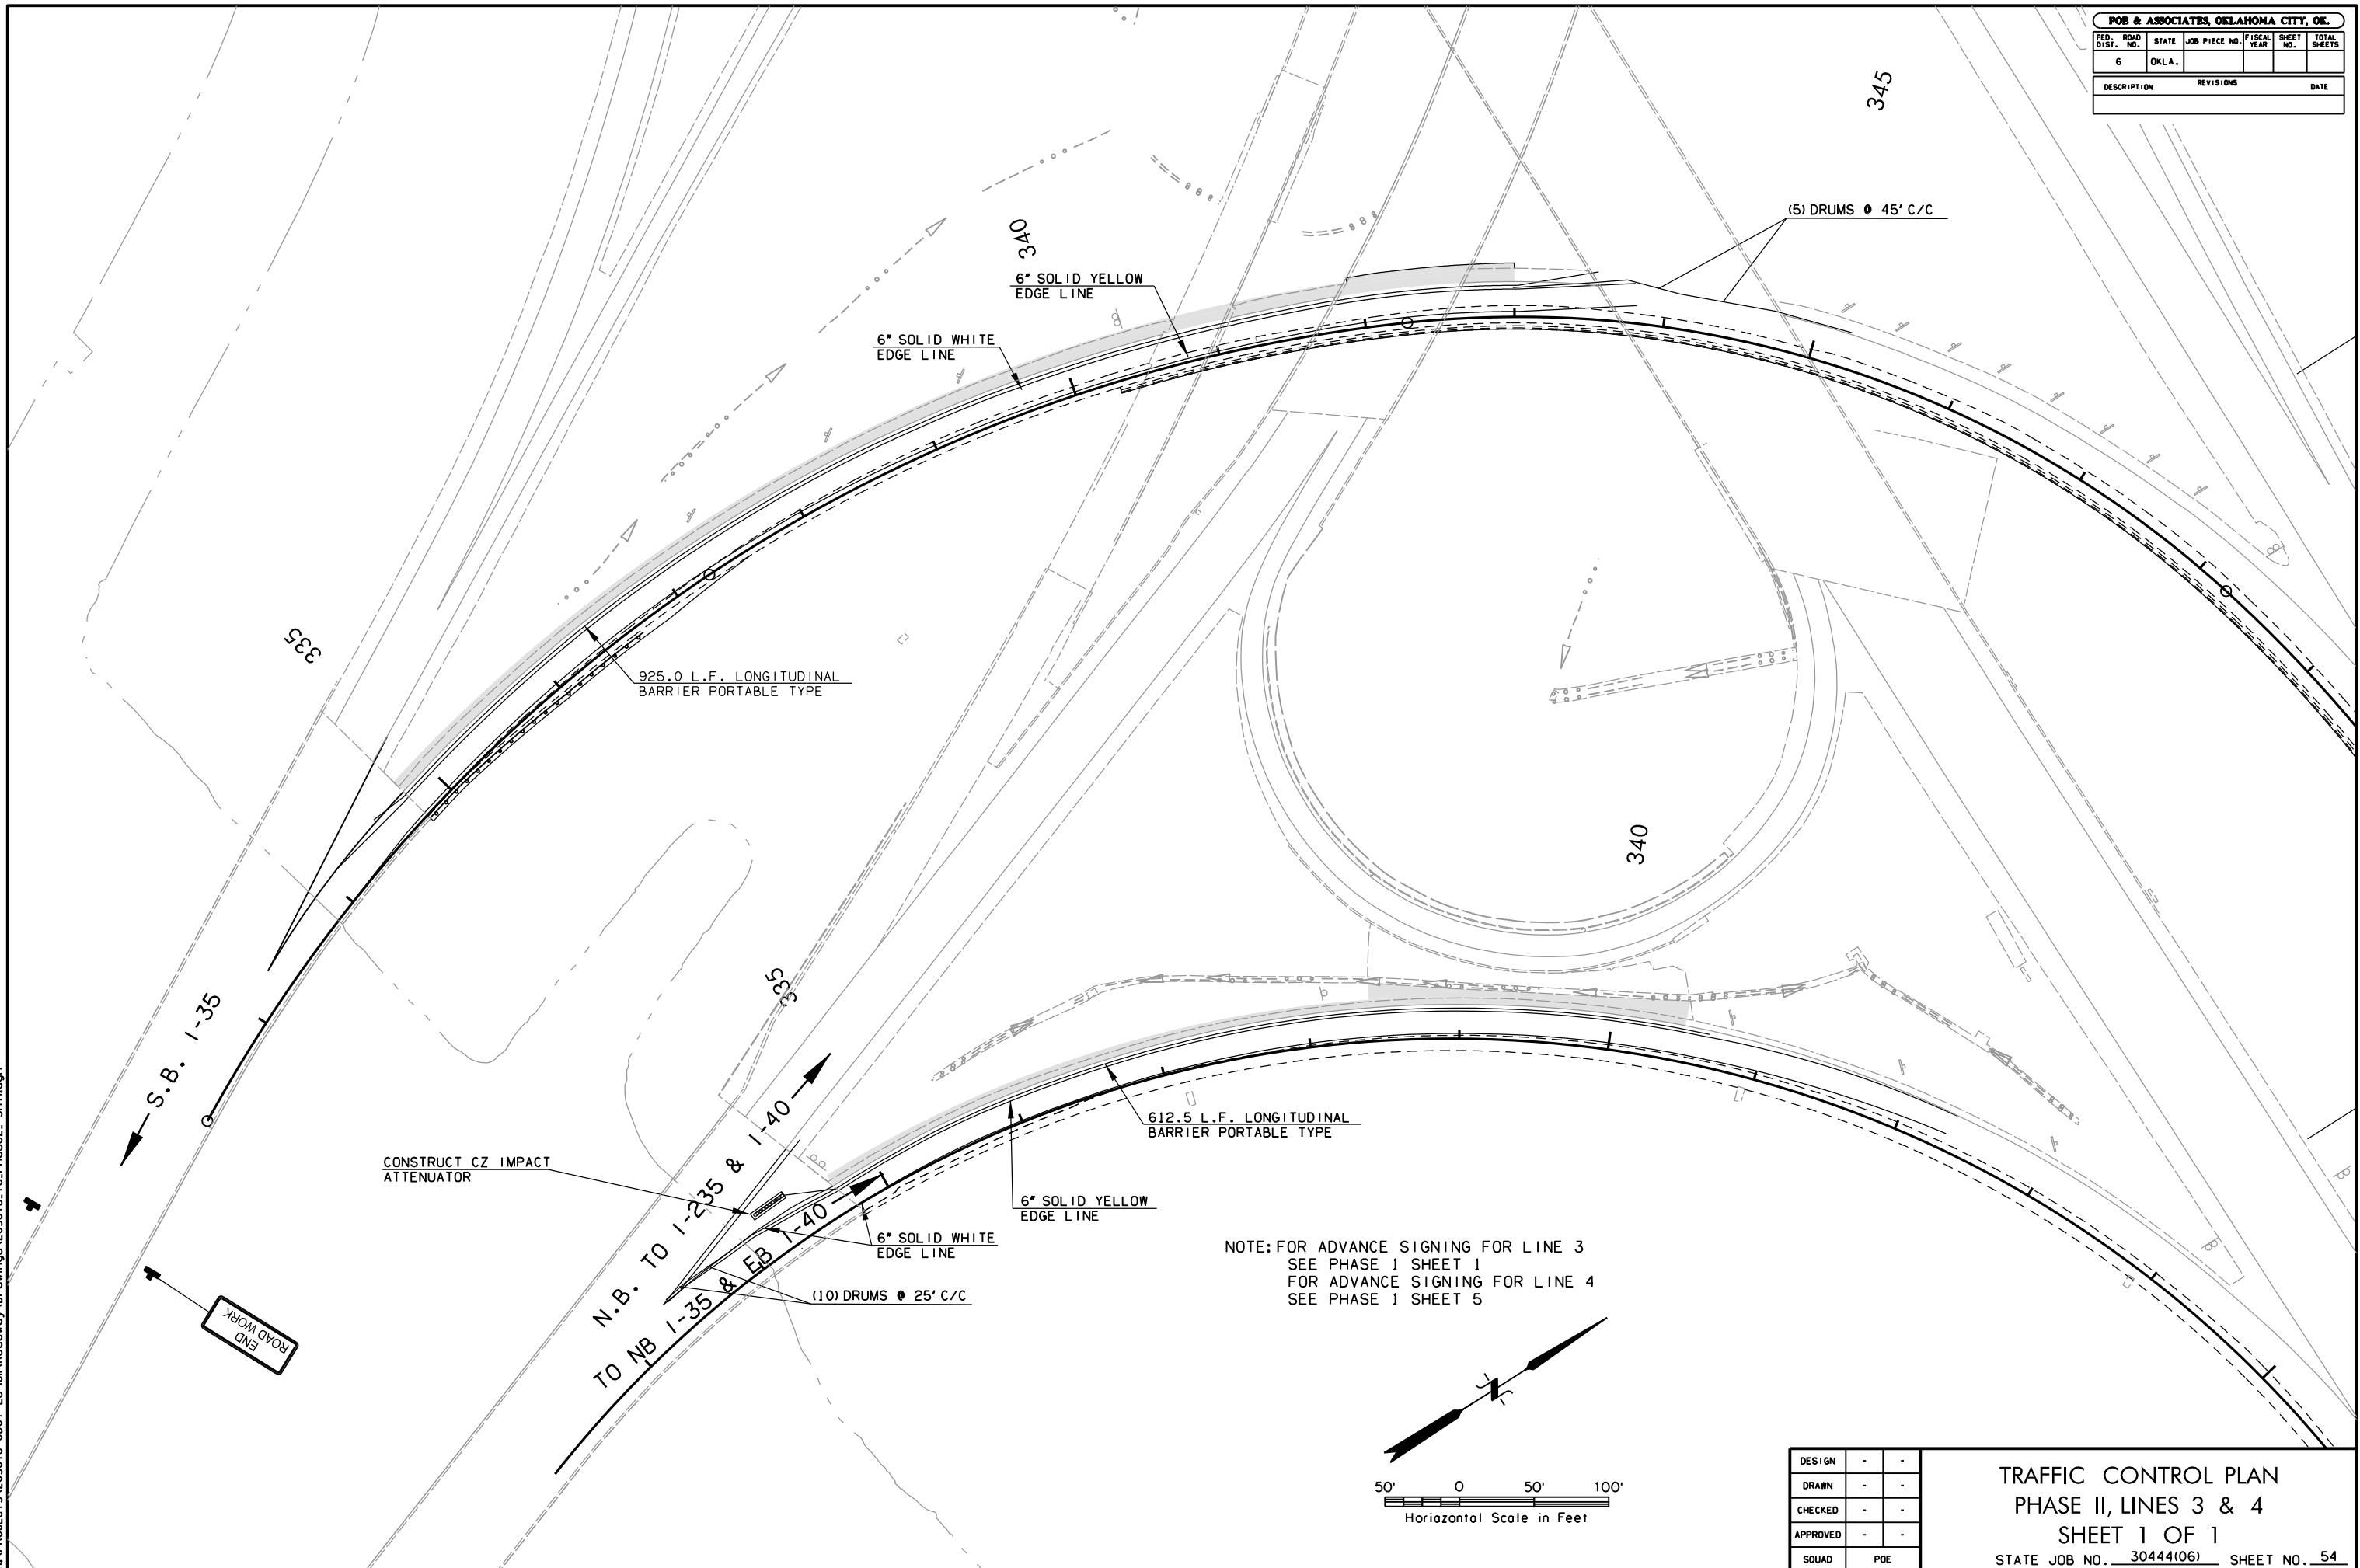 POE & ASSOCIATES, OKLAHOMA CITY, OK.
FED. ROAD DIST. NO. STATE JOB PIECE NO. FISCAL YEAR SHEET NO. TOTAL SHEETS
6 OKLA.
REVISIONS
DESCRIPTION DATE
345
(5) DRUMS @ 45' C/C
340
6" SOLID YELLOW
EDGE LINE
6" SOLID WHITE
EDGE LINE
335
925.0 L.F. LONGITUDINAL
BARRIER PORTABLE TYPE
340
335
S.B. I-35
N.B. TO I-235 & I-40
TO NB I-35 & EB I-40
612.5 L.F. LONGITUDINAL
BARRIER PORTABLE TYPE
CONSTRUCT CZ IMPACT
ATTENUATOR
6" SOLID YELLOW
EDGE LINE
6" SOLID WHITE
EDGE LINE
(10) DRUMS @ 25' C/C
END
ROAD WORK
NOTE: FOR ADVANCE SIGNING FOR LINE 3
SEE PHASE 1 SHEET 1
FOR ADVANCE SIGNING FOR LINE 4
SEE PHASE 1 SHEET 5
50' 0 50' 100'
Horiazontal Scale in Feet
DESIGN - -
DRAWN - -
CHECKED - -
APPROVED - -
SQUAD POE
TRAFFIC CONTROL PLAN
PHASE II, LINES 3 & 4
SHEET 1 OF 1
STATE JOB NO. 30444(06) SHEET NO. 54